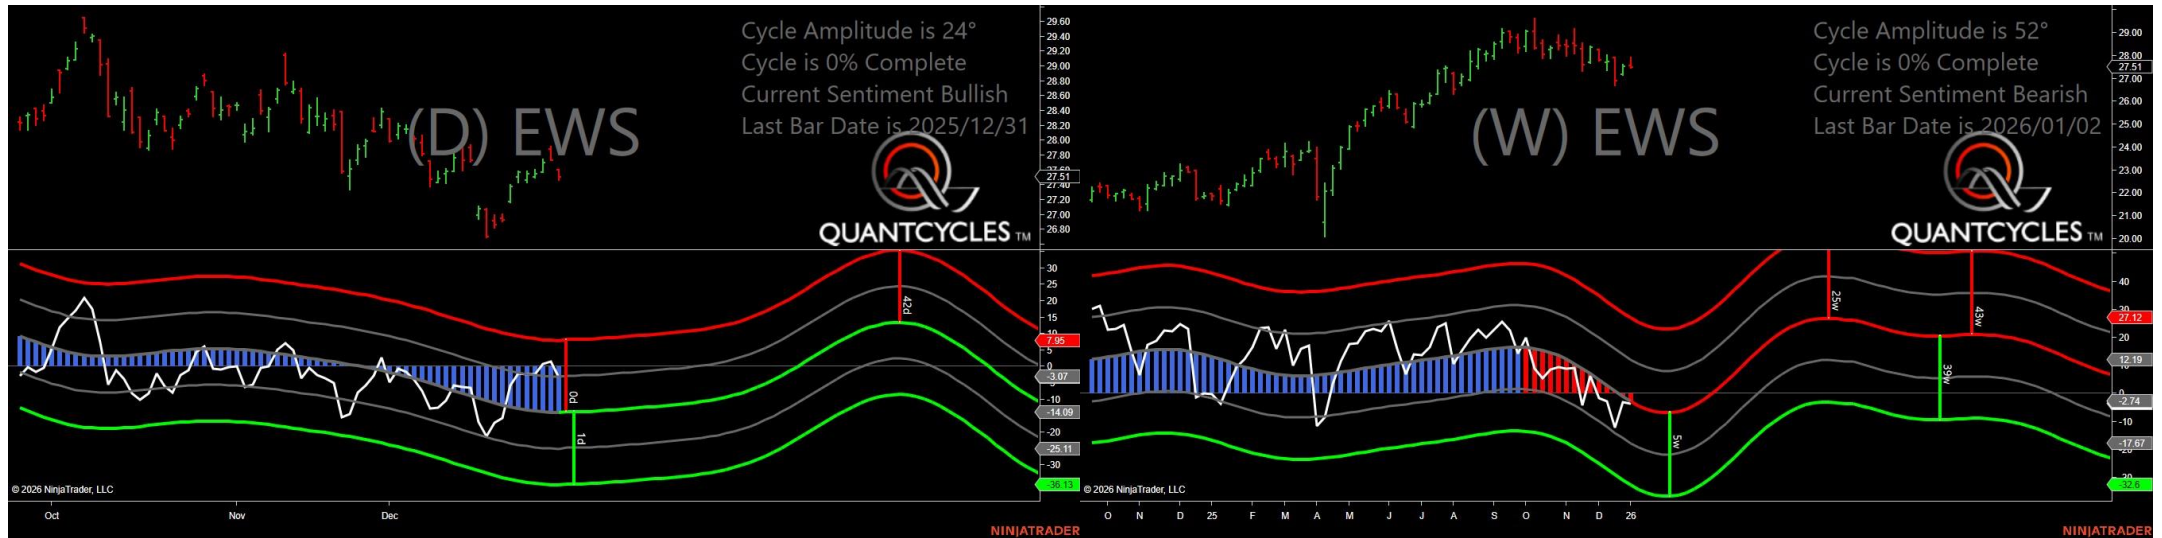 Cycle Amplitude is 24°
Cycle is 0% Complete
Current Sentiment Bullish
Last Bar Date is 2025/12/31
(D) EWS
QUANTCYCLES TM
29.60
29.40
29.20
29.00
28.80
28.60
28.40
28.20
28.00
27.80
27.51
27.40
27.20
27.00
26.80
30
25
20
15
10
7.95
5
0
-3.07
-5
-10
-14.09
-20
-25.11
-30
-36.13
42d
0d
1d
© 2026 NinjaTrader, LLC
Oct Nov Dec
NINJATRADER
Cycle Amplitude is 52°
Cycle is 0% Complete
Current Sentiment Bearish
Last Bar Date is 2026/01/02
(W) EWS
QUANTCYCLES TM
29.00
28.00
27.51
27.00
26.00
25.00
24.00
23.00
22.00
21.00
20.00
40
30
27.12
20
12.19
10
0
-2.74
-10
-17.67
-32.6
25w
43w
39w
5w
© 2026 NinjaTrader, LLC
O N D 25 F M A M J J A S O N D 26
NINJATRADER